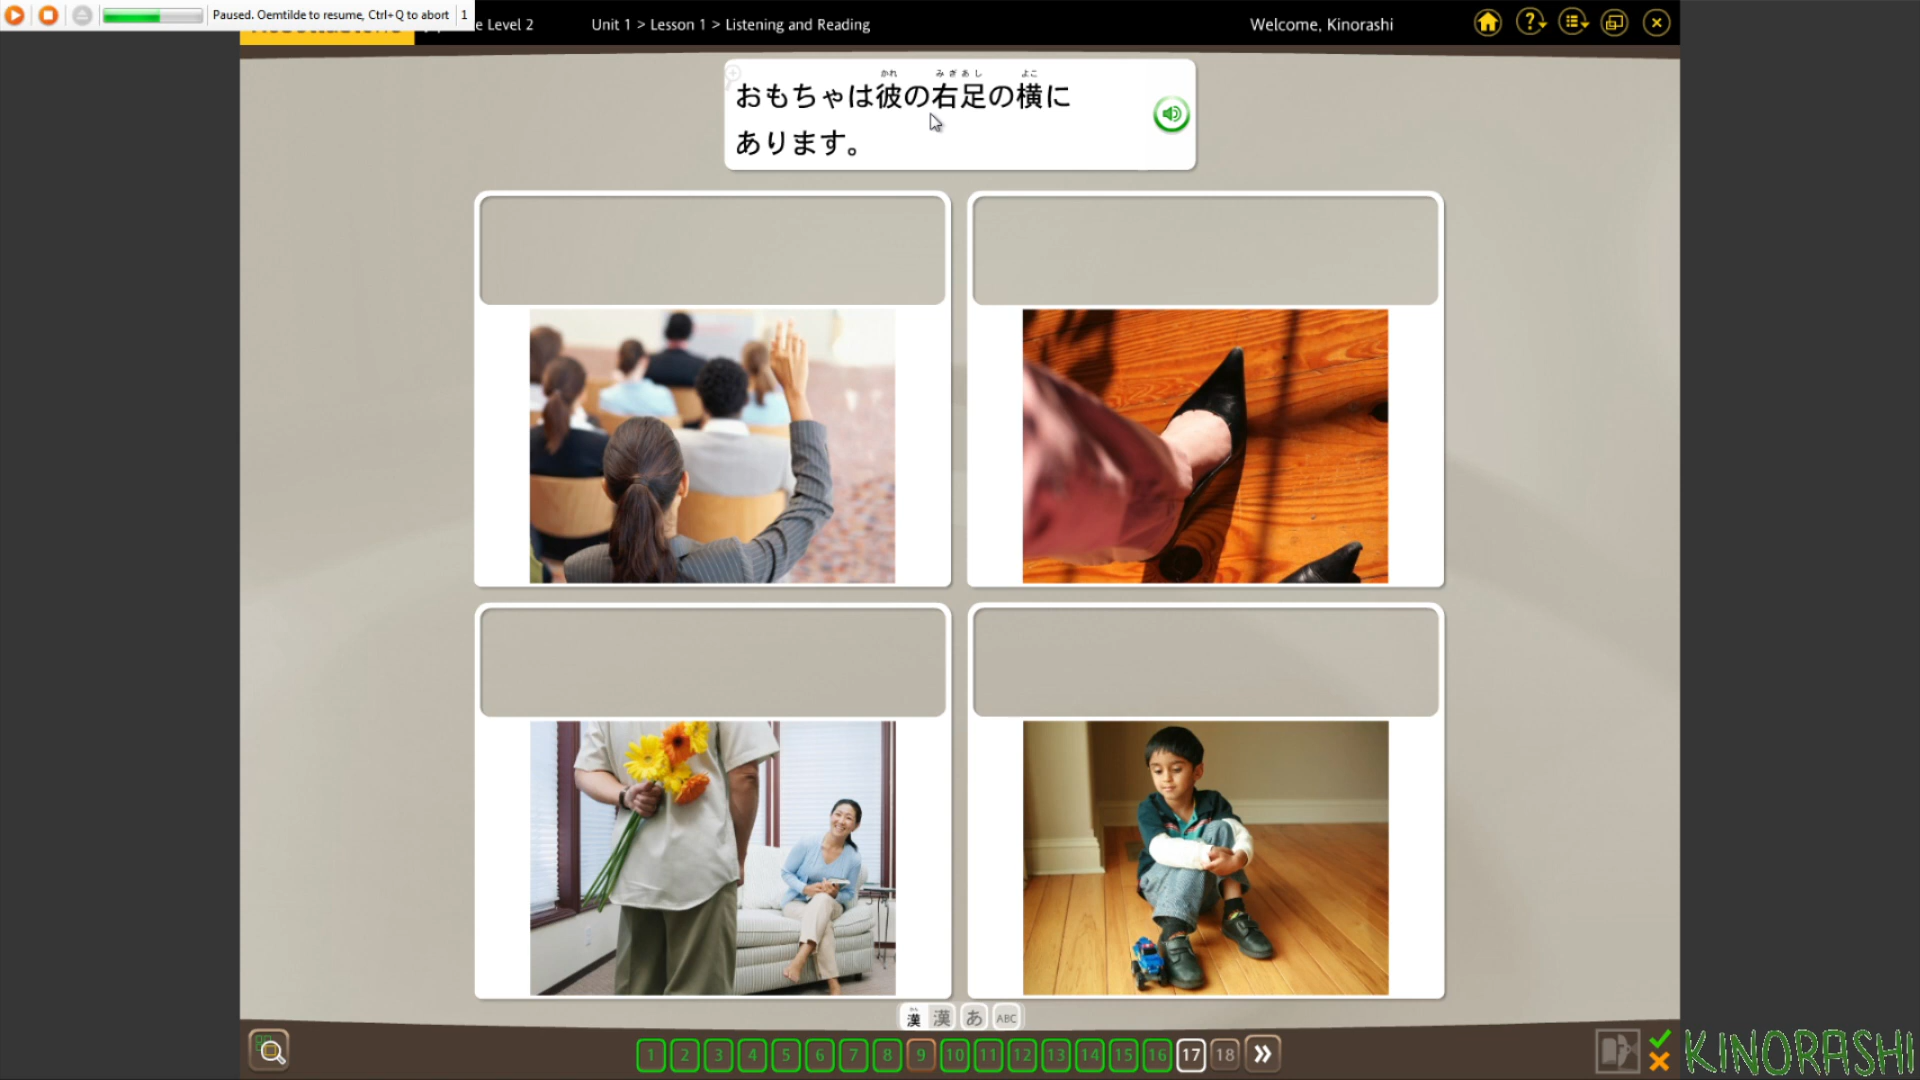 Paused. Oemtilde to resume, Ctrl+Q to abort 1
e Level 2
Unit 1 > Lesson 1 > Listening and Reading
Welcome, Kinorashi
かれ みぎあし よこ
おもちゃは彼の右足の横に
あります。
かん
漢 漢 あ ABC
1 2 3 4 5 6 7 8 9 10 11 12 13 14 15 16 17 18
KINORASHI